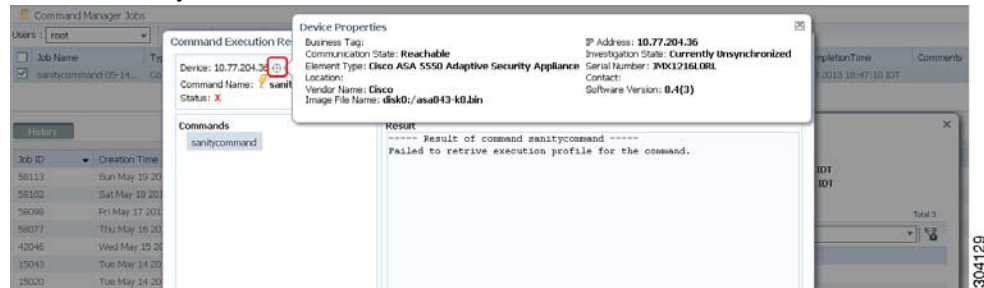 Command Manager Jobs
Users : root
Job Name
sanitycommand-05-14...
mpletionTime
Comments
2013 18:47:10 IDT
Command Execution Re
Device: 10.77.204.36
Command Name: sanit
Status: X
Device Properties
Business Tag:
IP Address: 10.77.204.36
Communication State: Reachable
Investigation State: Currently Unsynchronized
Element Type: Cisco ASA 5550 Adaptive Security Appliance
Serial Number: JMX1216L0RL
Location:
Contact:
Vendor Name: Cisco
Software Version: 8.4(3)
Image File Name: disk0:/asa843-k8.bin
Commands
sanitycommand
Result
----- Result of command sanitycommand -----
Failed to retrive execution profile for the command.
History
Job ID
Creation Time
58113
Sun May 19 20
58102
Sat May 18 201
58098
Fri May 17 201
58077
Thu May 16 20
42046
Wed May 15 20
15043
Tue May 14 20
15020
Tue May 14 20
IDT
IDT
Total 3
304129